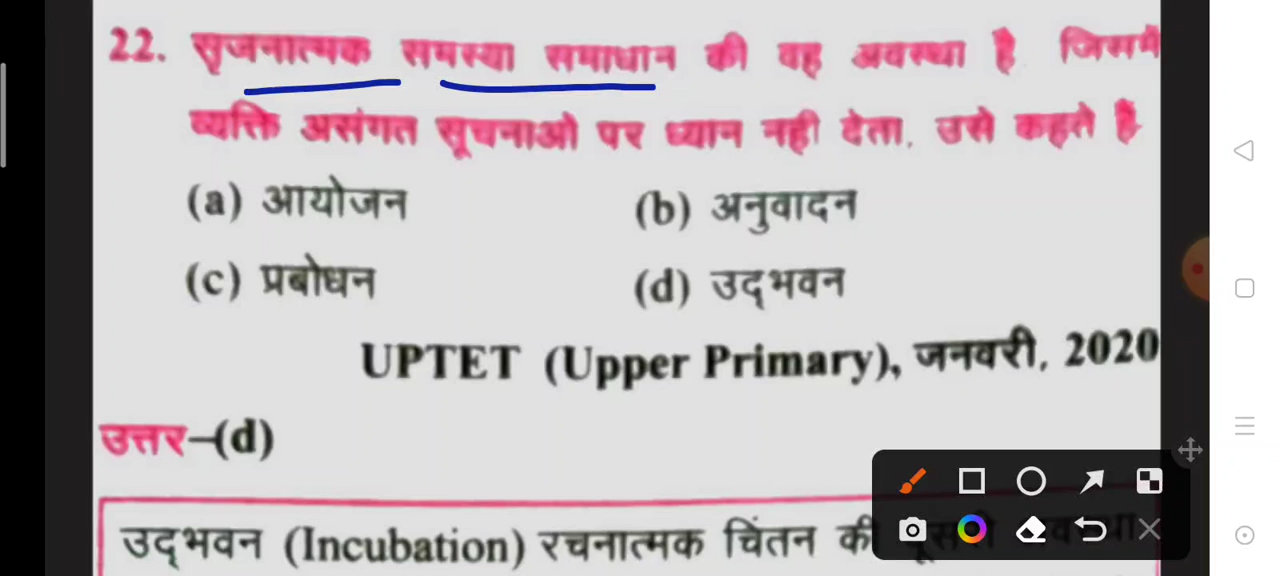 22. सृजनात्मक समस्या समाधान की वह अवस्था है जिसमें
व्यक्ति असंगत सूचनाओं पर ध्यान नही देता, उसे कहते है
(a) आयोजन (b) अनुवादन
(c) प्रबोधन (d) उद्भवन
UPTET (Upper Primary), जनवरी, 2020
उत्तर–(d)
उद्भवन (Incubation) रचनात्मक चिंतन की